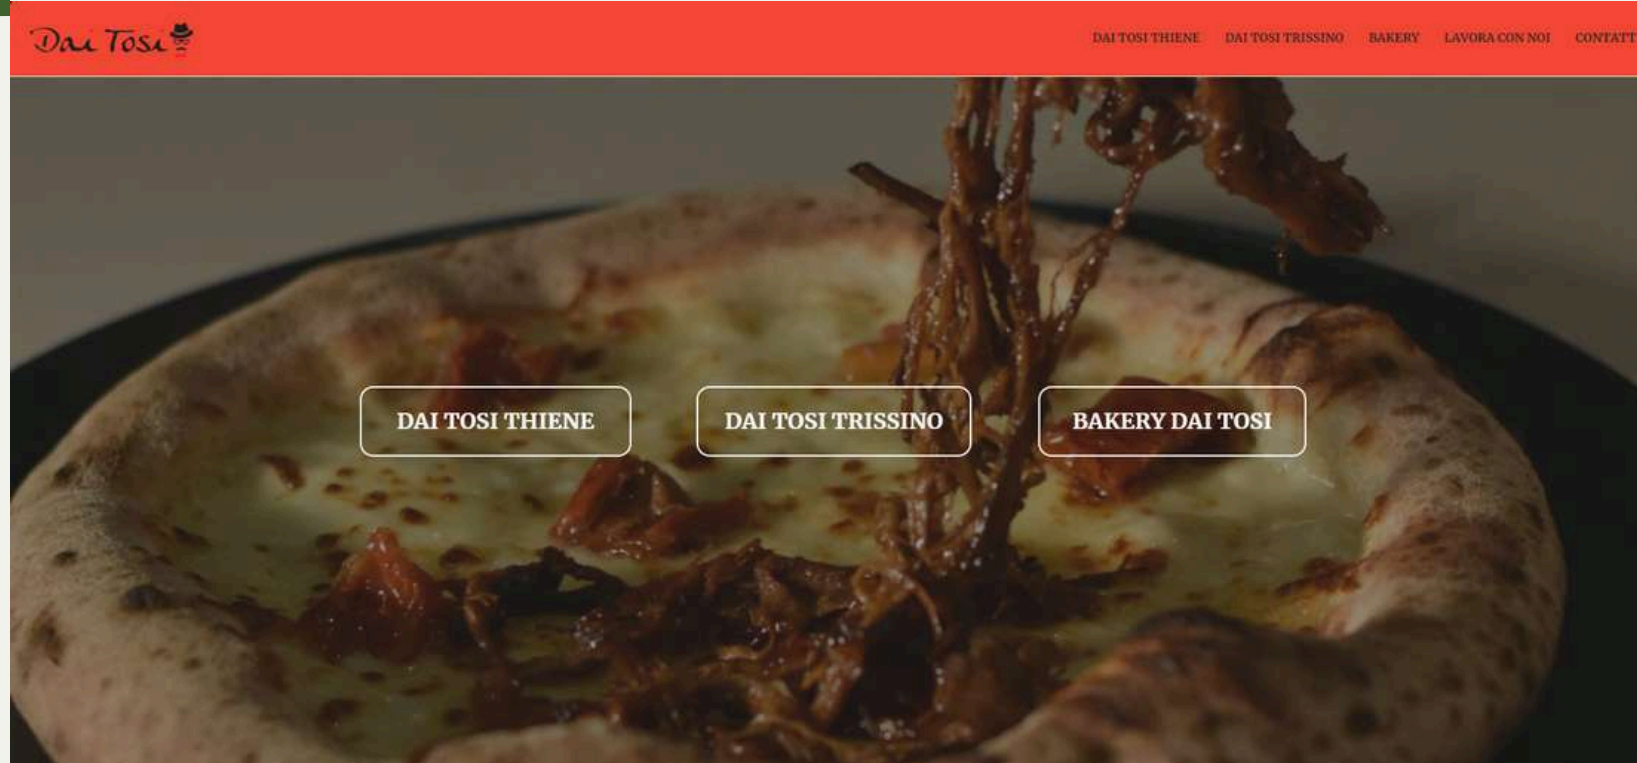 Dai Tosi
DAI TOSI THIENE DAI TOSI TRISSINO BAKERY LAVORA CON NOI CONTATT
DAI TOSI THIENE DAI TOSI TRISSINO BAKERY DAI TOSI